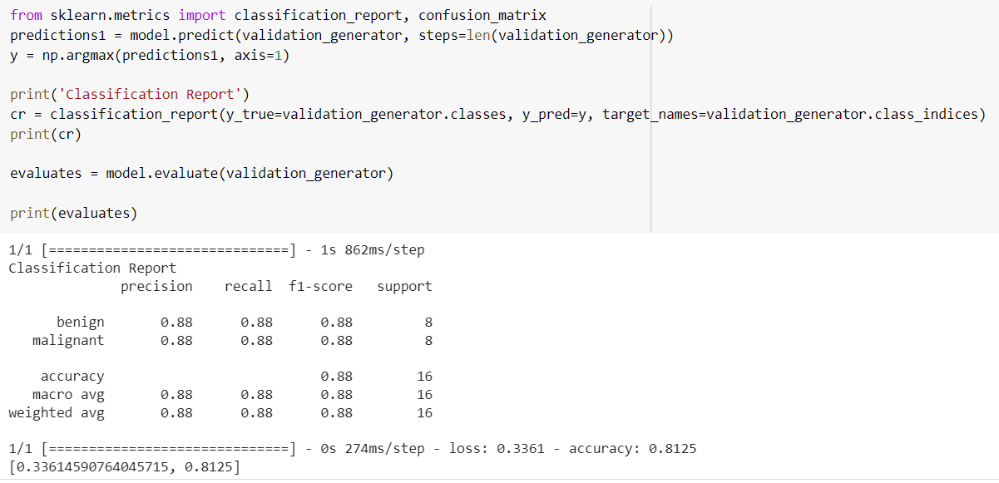 from sklearn.metrics import classification_report, confusion_matrix
predictions1 = model.predict(validation_generator, steps=len(validation_generator))
y = np.argmax(predictions1, axis=1)

print('Classification Report')
cr = classification_report(y_true=validation_generator.classes, y_pred=y, target_names=validation_generator.class_indices)
print(cr)

evaluates = model.evaluate(validation_generator)

print(evaluates)

1/1 [==============================] - 1s 862ms/step
Classification Report
              precision    recall  f1-score   support

      benign       0.88      0.88      0.88         8
   malignant       0.88      0.88      0.88         8

    accuracy                           0.88        16
   macro avg       0.88      0.88      0.88        16
weighted avg       0.88      0.88      0.88        16

1/1 [==============================] - 0s 274ms/step - loss: 0.3361 - accuracy: 0.8125
[0.33614590764045715, 0.8125]